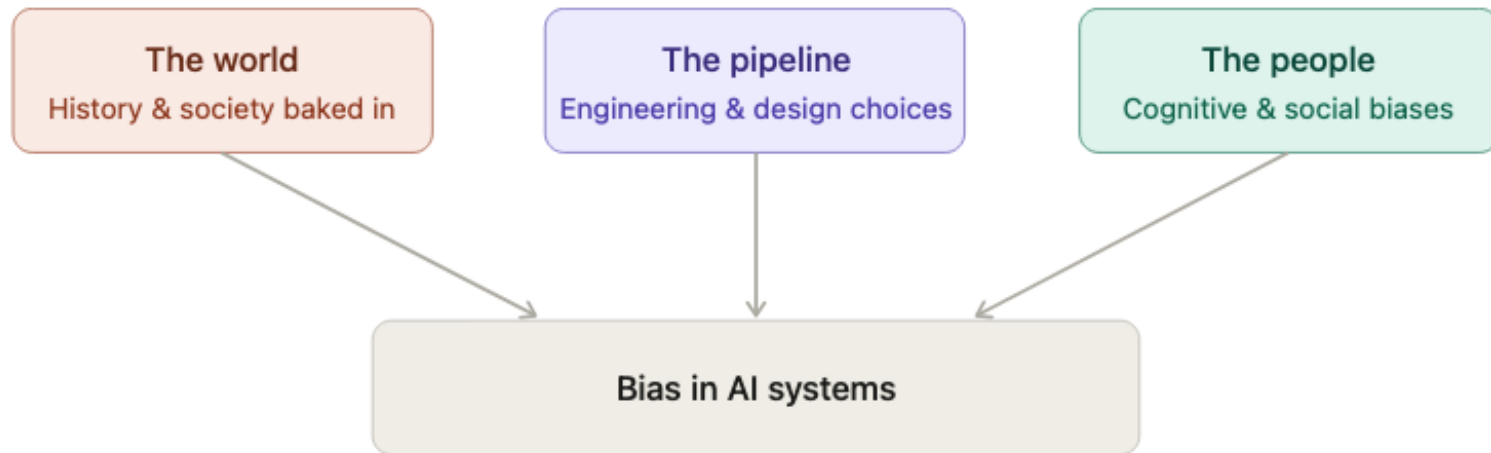 The world
History & society baked in
The pipeline
Engineering & design choices
The people
Cognitive & social biases
Bias in AI systems